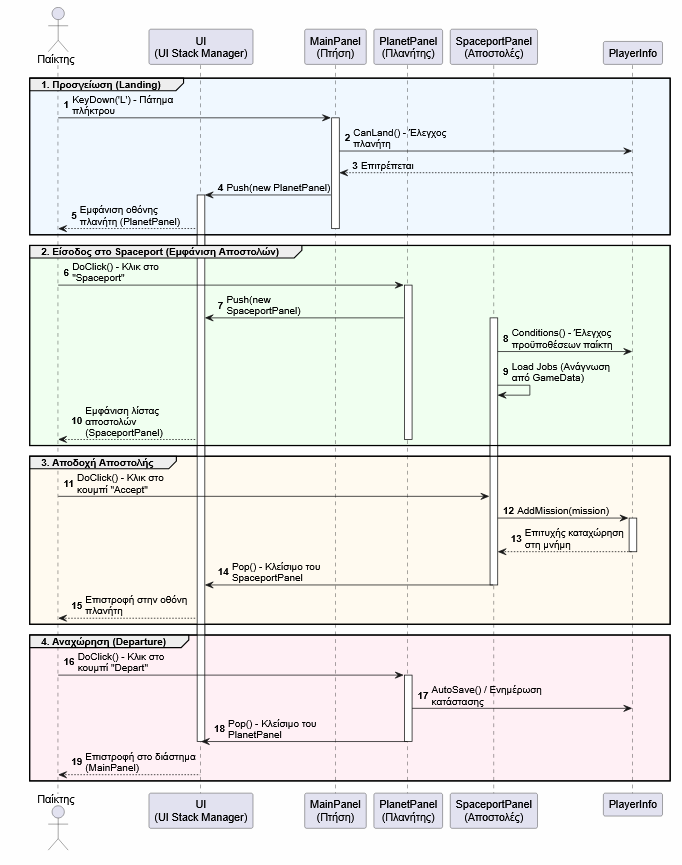 Παίκτης
UI
(UI Stack Manager)
MainPanel
(Πτήση)
PlanetPanel
(Πλανήτης)
SpaceportPanel
(Αποστολές)
PlayerInfo
1. Προσγείωση (Landing)
1 KeyDown('L') - Πάτημα
πλήκτρου
2 CanLand() - Έλεγχος
πλανήτη
3 Επιτρέπεται
4 Push(new PlanetPanel)
5 Εμφάνιση οθόνης
πλανήτη (PlanetPanel)
2. Είσοδος στο Spaceport (Εμφάνιση Αποστολών)
6 DoClick() - Κλικ στο
"Spaceport"
7 Push(new
SpaceportPanel)
8 Conditions() - Έλεγχος
προϋποθέσεων παίκτη
9 Load Jobs (Ανάγνωση
από GameData)
10 Εμφάνιση λίστας
αποστολών
(SpaceportPanel)
3. Αποδοχή Αποστολής
11 DoClick() - Κλικ στο
κουμπί "Accept"
12 AddMission(mission)
13 Επιτυχής καταχώρηση
στη μνήμη
14 Pop() - Κλείσιμο του
SpaceportPanel
15 Επιστροφή στην οθόνη
πλανήτη
4. Αναχώρηση (Departure)
16 DoClick() - Κλικ στο
κουμπί "Depart"
17 AutoSave() / Ενημέρωση
κατάστασης
18 Pop() - Κλείσιμο του
PlanetPanel
19 Επιστροφή στο διάστημα
(MainPanel)
Παίκτης
UI
(UI Stack Manager)
MainPanel
(Πτήση)
PlanetPanel
(Πλανήτης)
SpaceportPanel
(Αποστολές)
PlayerInfo